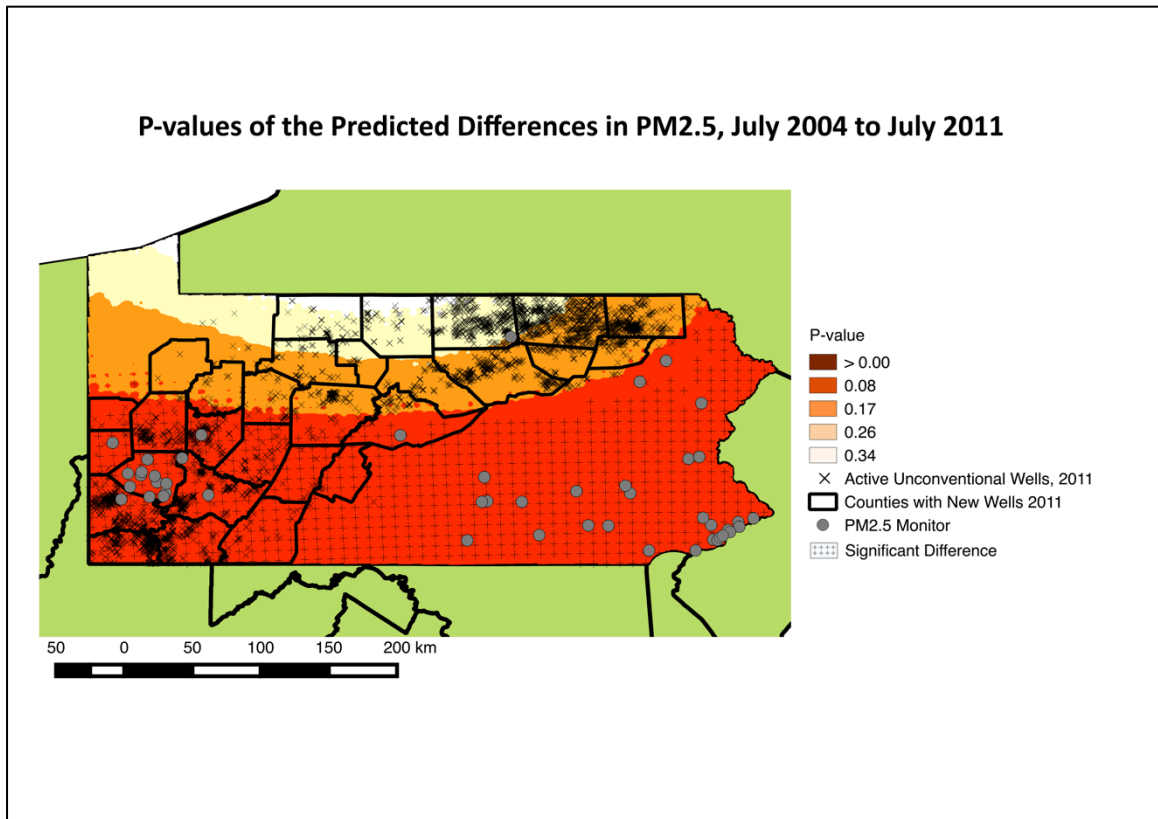 P-values of the Predicted Differences in PM2.5, July 2004 to July 2011
P-value
> 0.00
0.08
0.17
0.26
0.34
Active Unconventional Wells, 2011
Counties with New Wells 2011
PM2.5 Monitor
Significant Difference
50 0 50 100 150 200 km